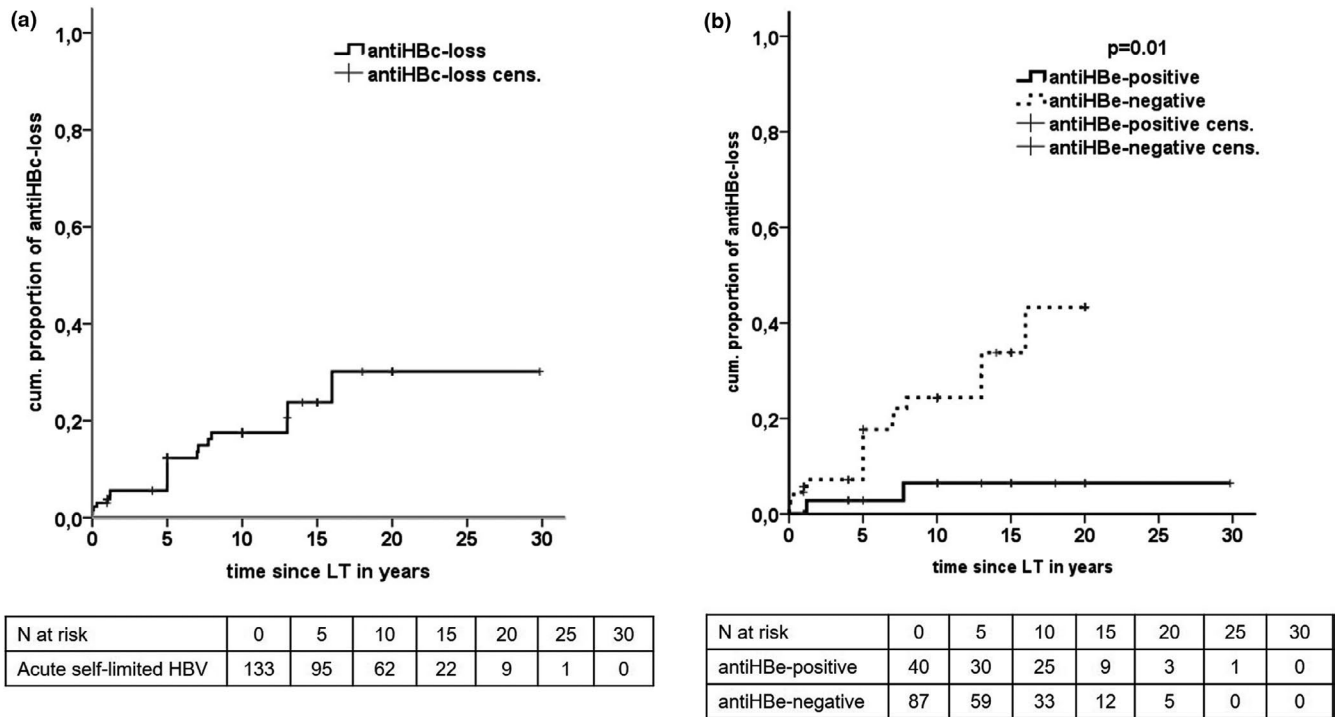 (a)
1,0
0,8
0,6
0,4
0,2
0,0
cum. proportion of antiHBc-loss
antiHBc-loss
antiHBc-loss cens.
0 5 10 15 20 25 30
time since LT in years
N at risk 0 5 10 15 20 25 30
Acute self-limited HBV 133 95 62 22 9 1 0
(b)
1,0
0,8
0,6
0,4
0,2
0,0
cum. proportion of antiHBc-loss
p=0.01
antiHBe-positive
antiHBe-negative
antiHBe-positive cens.
antiHBe-negative cens.
0 5 10 15 20 25 30
time since LT in years
N at risk 0 5 10 15 20 25 30
antiHBe-positive 40 30 25 9 3 1 0
antiHBe-negative 87 59 33 12 5 0 0